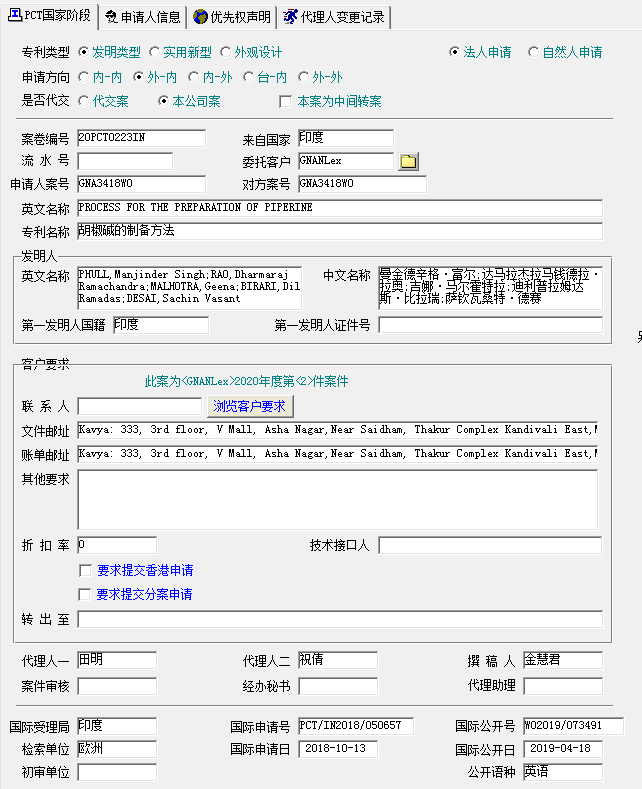 PCT国家阶段 申请人信息 优先权声明 代理人变更记录
专利类型 发明类型 实用新型 外观设计 法人申请 自然人申请
申请方向 内-内 外-内 内-外 台-内 外-外
是否代交 代交案 本公司案 本案为中间转案
案卷编号 20PCT0223IN 来自国家 印度
流 水 号 委托客户 GNANLex
申请人案号 GNA3418WO 对方案号 GNA3418WO
英文名称 PROCESS FOR THE PREPARATION OF PIPERINE
专利名称 胡椒碱的制备方法
发明人
英文名称 PHULL,Manjinder Singh;RAO,Dharmaraj 中文名称 曼金德辛格·富尔;达马拉杰拉马钱德拉·
Ramachandra;MALHOTRA,Geena;BIRARI,Dil 拉奥;吉娜·马尔霍特拉;迪利普拉姆达
Ramadas;DESAI,Sachin Vasant 斯·比拉瑞;萨钦瓦桑特·德赛
第一发明人国籍 印度 第一发明人证件号
客户要求
此案为<GNANLex>2020年度第<2>件案件
联 系 人 浏览客户要求
文件邮址 Kavya: 333, 3rd floor, V Mall, Asha Nagar,Near Saidham, Thakur Complex Kandivali East,
账单邮址 Kavya: 333, 3rd floor, V Mall, Asha Nagar,Near Saidham, Thakur Complex Kandivali East,
其他要求
折 扣 率 0 技术接口人
要求提交香港申请
要求提交分案申请
转 出 至
代理人一 田明 代理人二 祝倩 撰 稿 人 金慧君
案件审核 经办秘书 代理助理
国际受理局 印度 国际申请号 PCT/IN2018/050657 国际公开号 WO2019/073491
检索单位 欧洲 国际申请日 2018-10-13 国际公开日 2019-04-18
初审单位 公开语种 英语